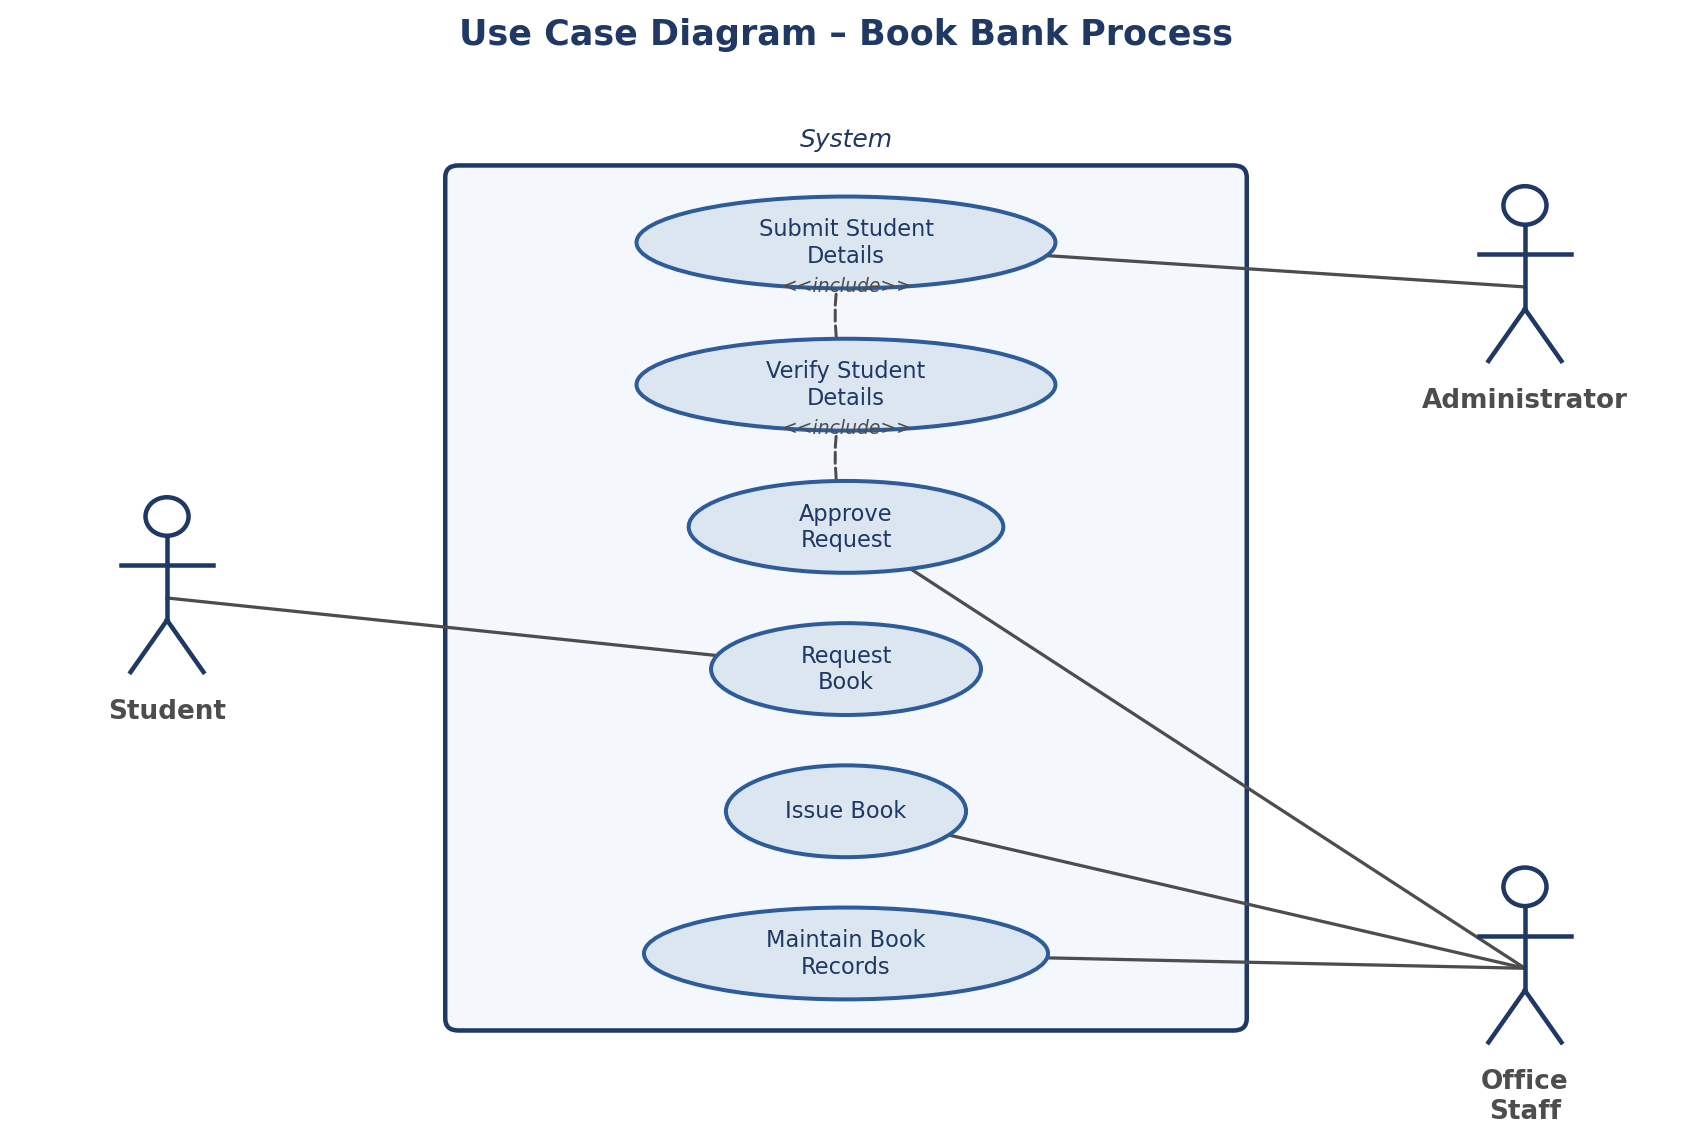 Use Case Diagram – Book Bank Process
System
Submit Student
Details
<<include>>
Verify Student
Details
<<include>>
Administrator
Approve
Request
Request
Book
Student
Issue Book
Maintain Book
Records
Office
Staff